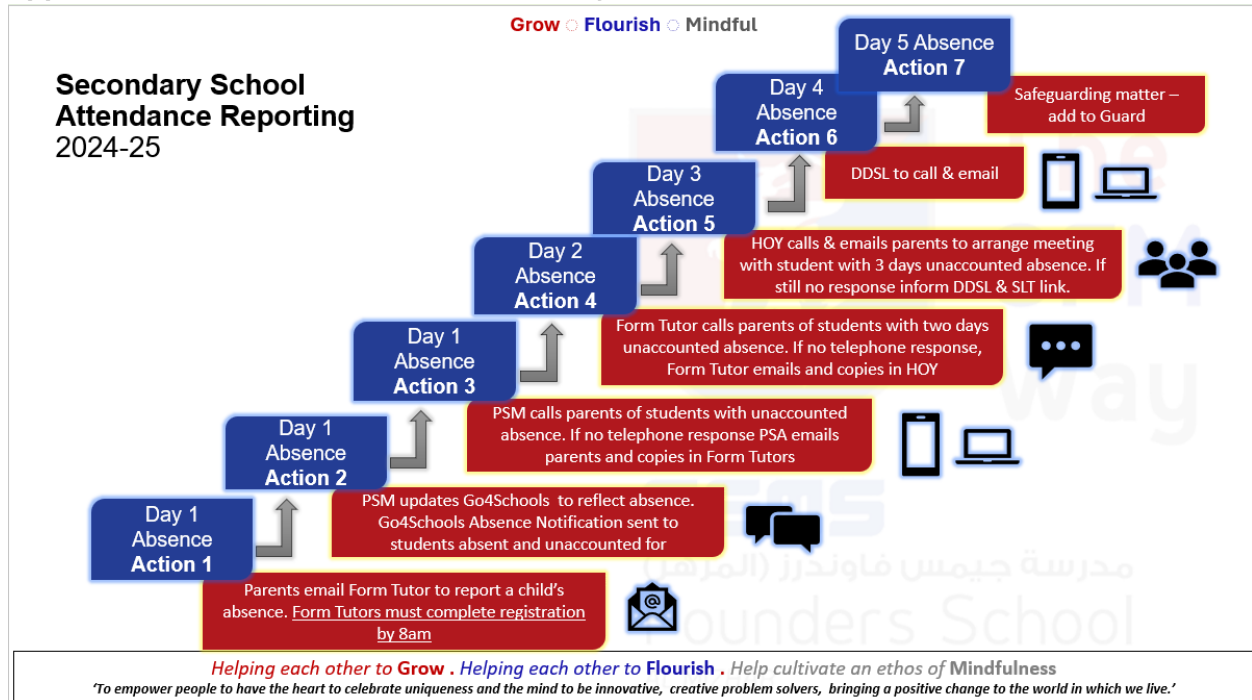 Grow ○ Flourish ○ Mindful
Secondary School
Attendance Reporting
2024-25
Day 5 Absence
Action 7
Safeguarding matter –
add to Guard
Day 4
Absence
Action 6
DDSL to call & email
Day 3
Absence
Action 5
HOY calls & emails parents to arrange meeting
with student with 3 days unaccounted absence. If
still no response inform DDSL & SLT link.
Day 2
Absence
Action 4
Form Tutor calls parents of students with two days
unaccounted absence. If no telephone response,
Form Tutor emails and copies in HOY
Day 1
Absence
Action 3
PSM calls parents of students with unaccounted
absence. If no telephone response PSA emails
parents and copies in Form Tutors
Day 1
Absence
Action 2
PSM updates Go4Schools to reflect absence.
Go4Schools Absence Notification sent to
students absent and unaccounted for
Day 1
Absence
Action 1
Parents email Form Tutor to report a child's
absence. Form Tutors must complete registration
by 8am
@
way
مدرسة جيمس فاوندرز (المزهر)
Founder's School
Helping each other to Grow . Helping each other to Flourish . Help cultivate an ethos of Mindfulness
'To empower people to have the heart to celebrate uniqueness and the mind to be innovative, creative problem solvers, bringing a positive change to the world in which we live.'